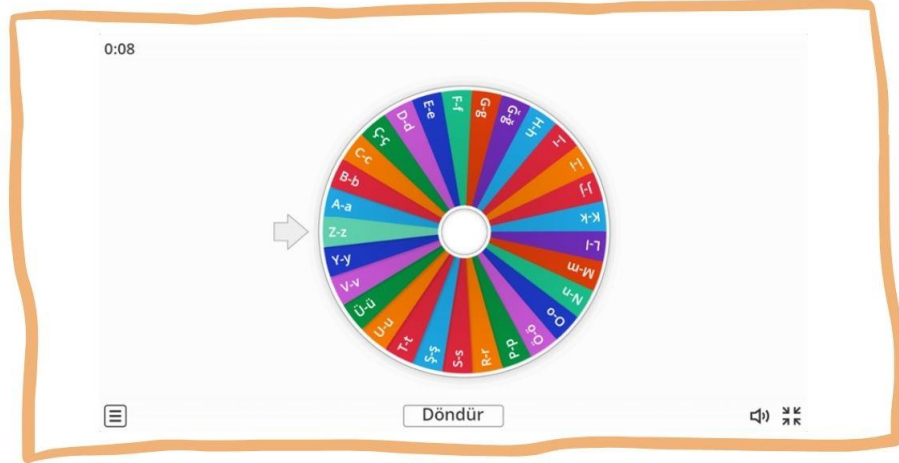 0:08
A-a
B-b
C-c
Ç-ç
D-d
E-e
F-f
G-g
Ğ-ğ
H-h
I-ı
İ-i
J-j
K-k
L-l
M-m
N-n
O-o
Ö-ö
P-p
R-r
S-s
Ş-ş
T-t
U-u
Ü-ü
V-v
Y-y
Z-z
Döndür